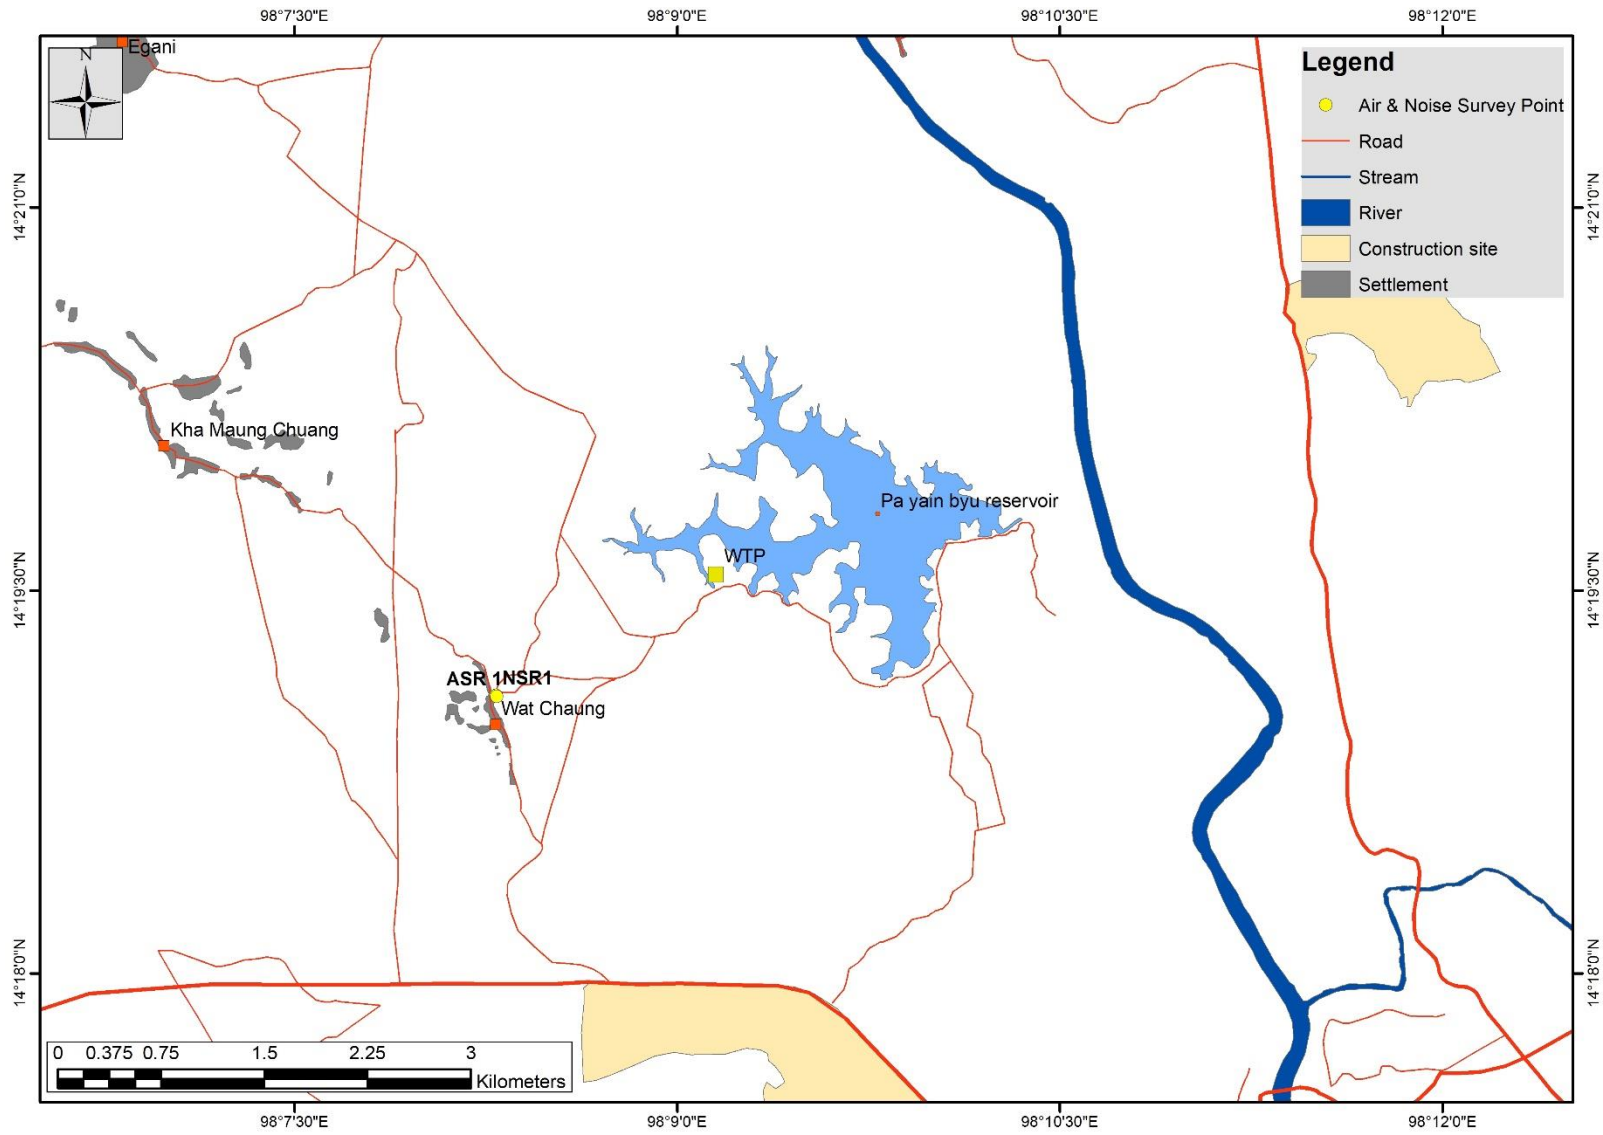 98°7'30"E 98°9'0"E 98°10'30"E 98°12'0"E
Egani
N
Legend
Air & Noise Survey Point
Road
Stream
River
Construction site
Settlement
14°21'0"N 14°21'0"N
Kha Maung Chuang
Pa yain byu reservoir
WTP
14°19'30"N 14°19'30"N
ASR 1 NSR1
Wat Chaung
14°18'0"N 14°18'0"N
0 0.375 0.75 1.5 2.25 3
Kilometers
98°7'30"E 98°9'0"E 98°10'30"E 98°12'0"E